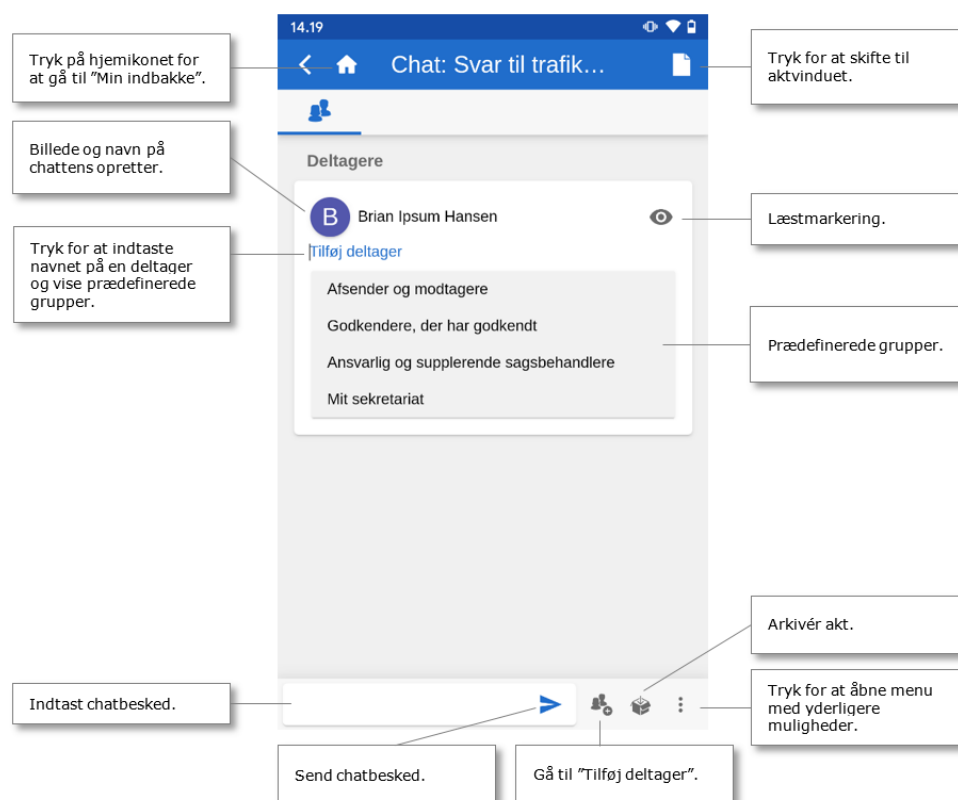 14.19
Tryk på hjemikonet for
at gå til ”Min indbakke”.
Chat: Svar til trafik...
Tryk for at skifte til
aktvinduet.
Billede og navn på
chattens opretter.
Deltagere
B
Brian Ipsum Hansen
Læstmarkering.
Tryk for at indtaste
navnet på en deltager
og vise prædefinerede
grupper.
Tilføj deltager
Afsender og modtagere
Godkendere, der har godkendt
Ansvarlig og supplerende sagsbehandlere
Mit sekretariat
Prædefinerede grupper.
Arkivér akt.
Indtast chatbesked.
Tryk for at åbne menu
med yderligere
muligheder.
Send chatbesked.
Gå til ”Tilføj deltager”.